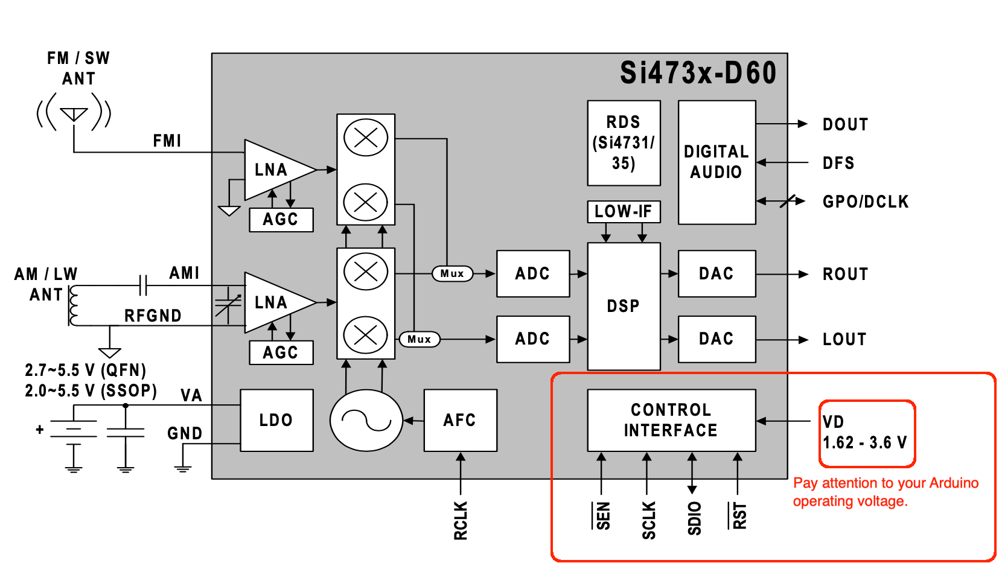 Si473x-D60
FM / SW
ANT
FMI
LNA
AGC
RDS
(Si4731/
35)
DIGITAL
AUDIO
DOUT
DFS
GPO/DCLK
LOW-IF
AM / LW
ANT
AMI
RFGND
LNA
AGC
Mux
Mux
ADC
ADC
DSP
DAC
DAC
ROUT
LOUT
2.7~5.5 V (QFN)
2.0~5.5 V (SSOP)
VA
GND
LDO
AFC
RCLK
CONTROL
INTERFACE
VD
1.62 - 3.6 V
Pay attention to your Arduino
operating voltage.
SEN
SCLK
SDIO
RST